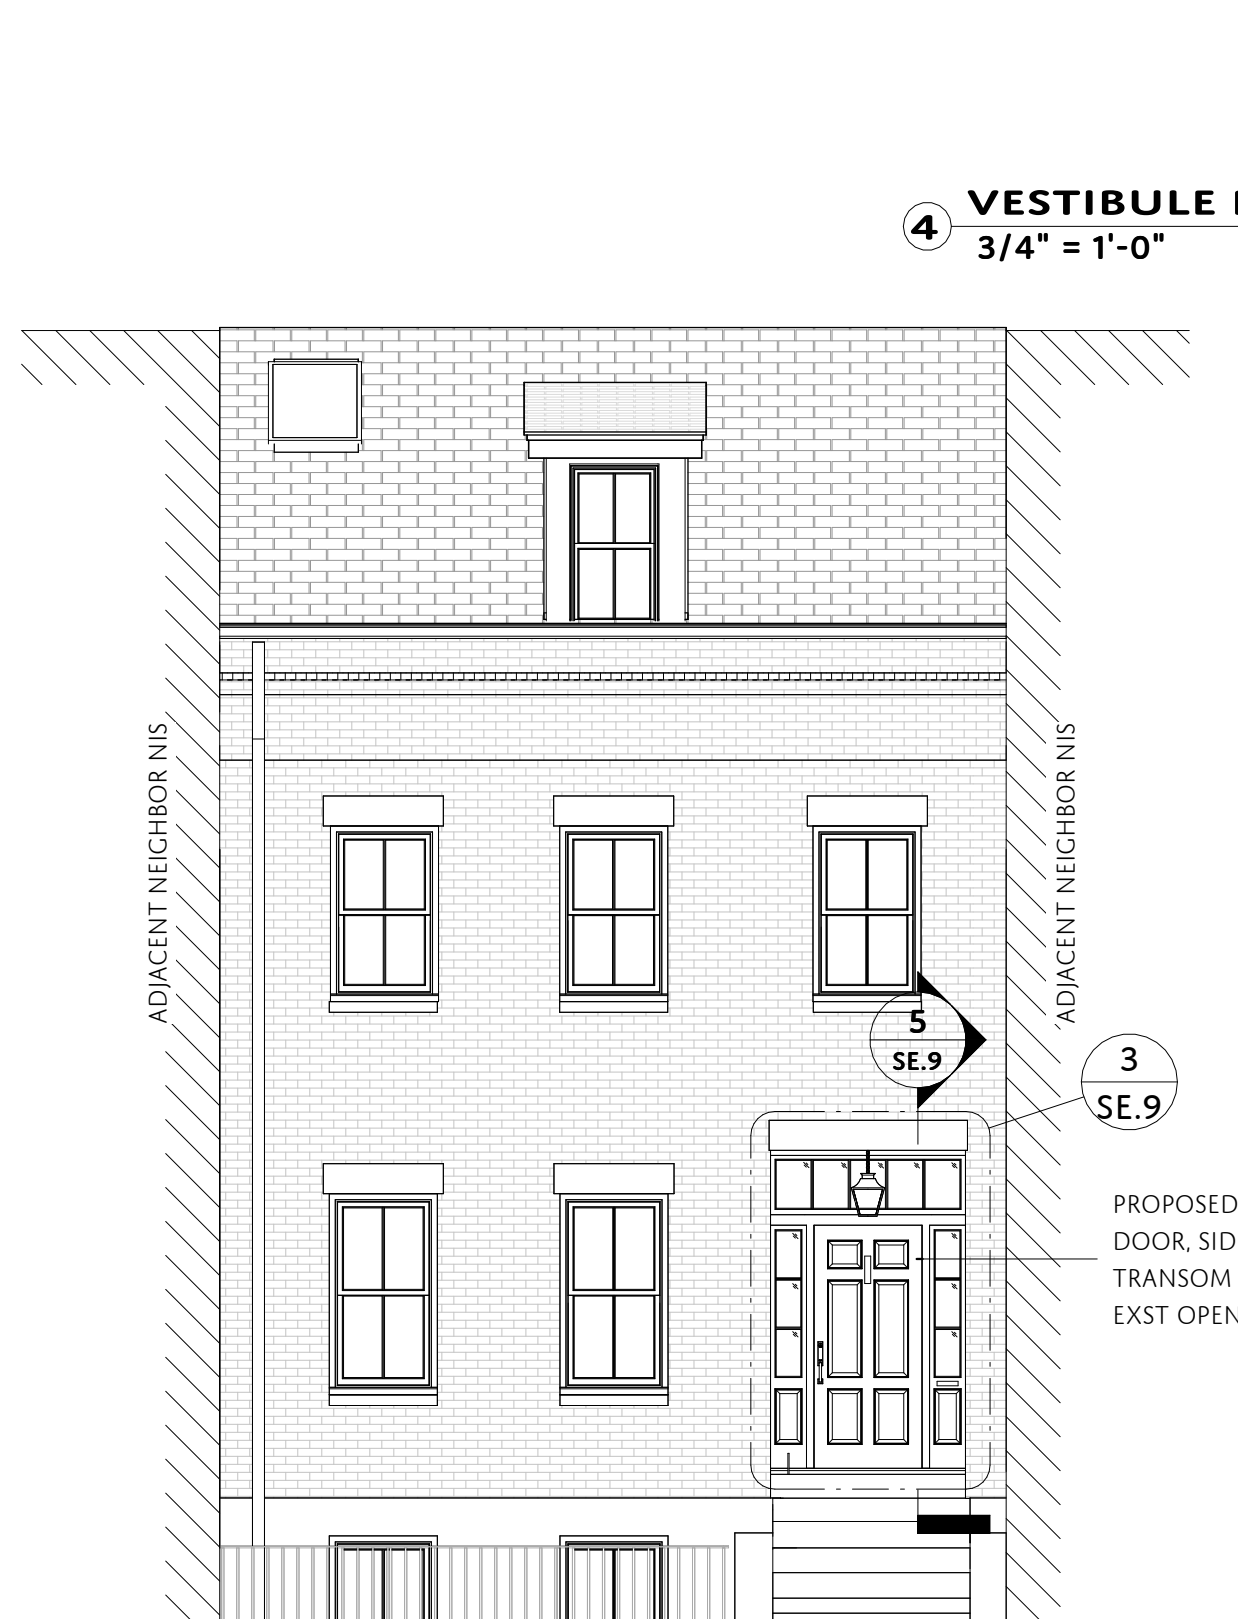 VESTIBULE
4
3/4" = 1'-0"
ADJACENT NEIGHBOR NIS
ADJACENT NEIGHBOR NIS
5
SE.9
3
SE.9
PROPOSED
DOOR, SID
TRANSOM
EXST OPEN